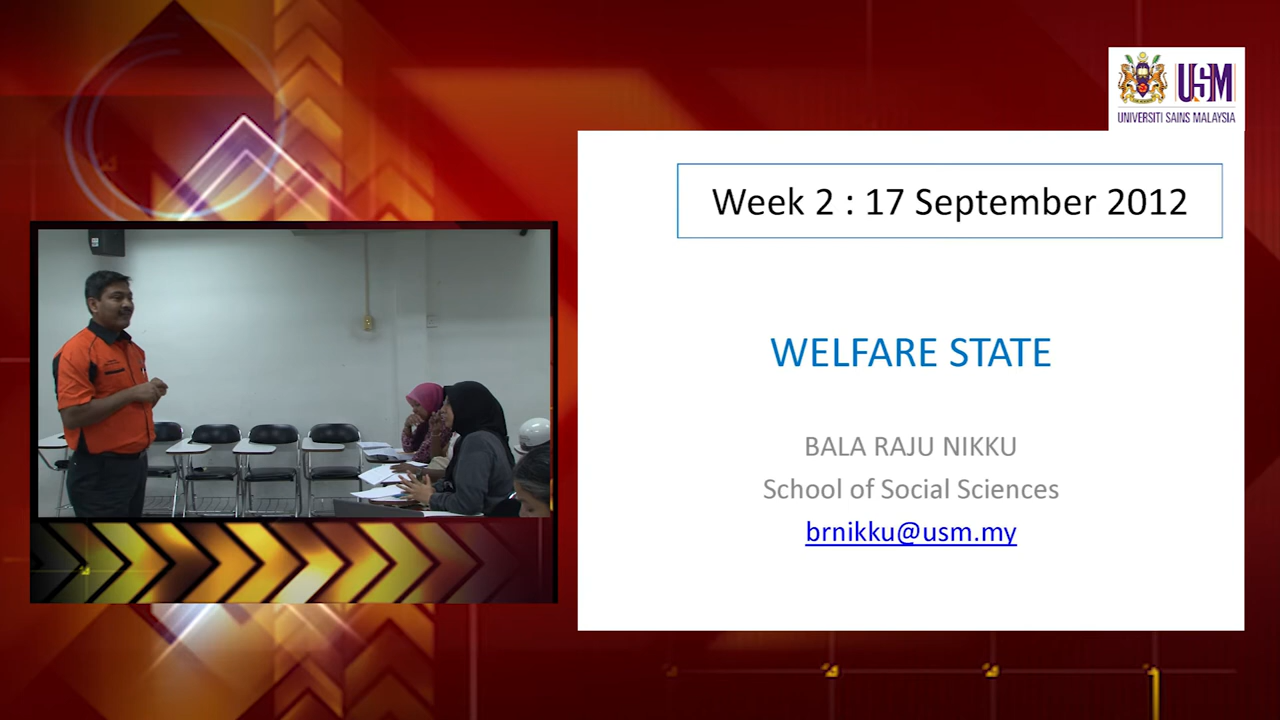 USM
UNIVERSITI SAINS MALAYSIA
Week 2 : 17 September 2012
WELFARE STATE
BALA RAJU NIKKU
School of Social Sciences
brnikku@usm.my